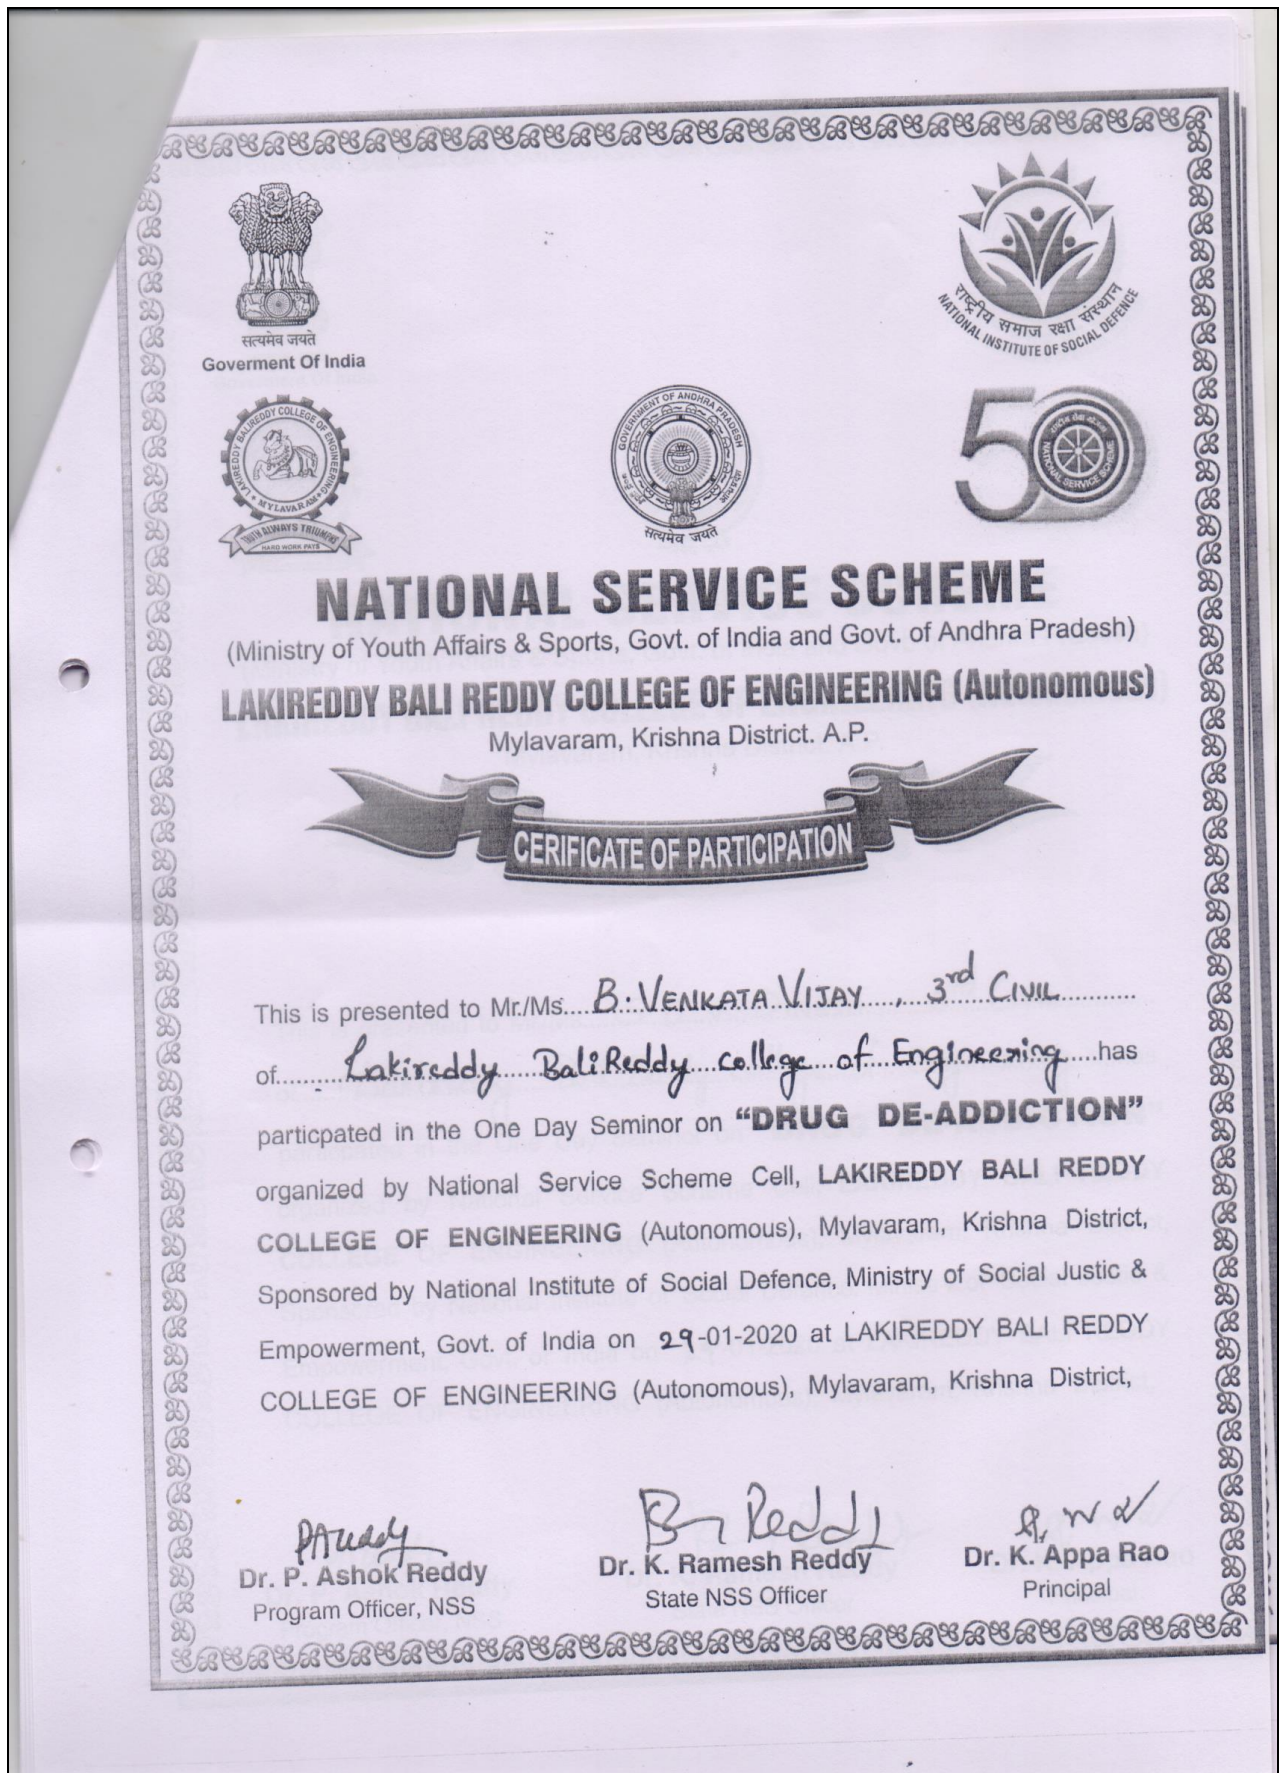 सत्यमेव जयते
Goverment Of India
राष्ट्रीय समाज रक्षा संस्थान
NATIONAL INSTITUTE OF SOCIAL DEFENCE
LAKIREDDY BALIREDDY COLLEGE OF ENGINEERING
MYLAVARAM
TRUTH ALWAYS TRIUMPHS
HARD WORK PAYS
GOVERNMENT OF ANDHRA PRADESH
सत्यमेव जयते
50
NATIONAL SERVICE SCHEME
NATIONAL SERVICE SCHEME
(Ministry of Youth Affairs & Sports, Govt. of India and Govt. of Andhra Pradesh)
LAKIREDDY BALI REDDY COLLEGE OF ENGINEERING (Autonomous)
Mylavaram, Krishna District. A.P.
CERIFICATE OF PARTICIPATION
This is presented to Mr./Ms. B. VENKATA VIJAY, 3rd CIVIL
of Lakireddy BaliReddy college of Engineering has
particpated in the One Day Seminor on “DRUG DE-ADDICTION”
organized by National Service Scheme Cell, LAKIREDDY BALI REDDY
COLLEGE OF ENGINEERING (Autonomous), Mylavaram, Krishna District,
Sponsored by National Institute of Social Defence, Ministry of Social Justic &
Empowerment, Govt. of India on 29-01-2020 at LAKIREDDY BALI REDDY
COLLEGE OF ENGINEERING (Autonomous), Mylavaram, Krishna District,
PAreddy
Dr. P. Ashok Reddy
Program Officer, NSS
Reddy
Dr. K. Ramesh Reddy
State NSS Officer
Dr. K. Appa Rao
Principal